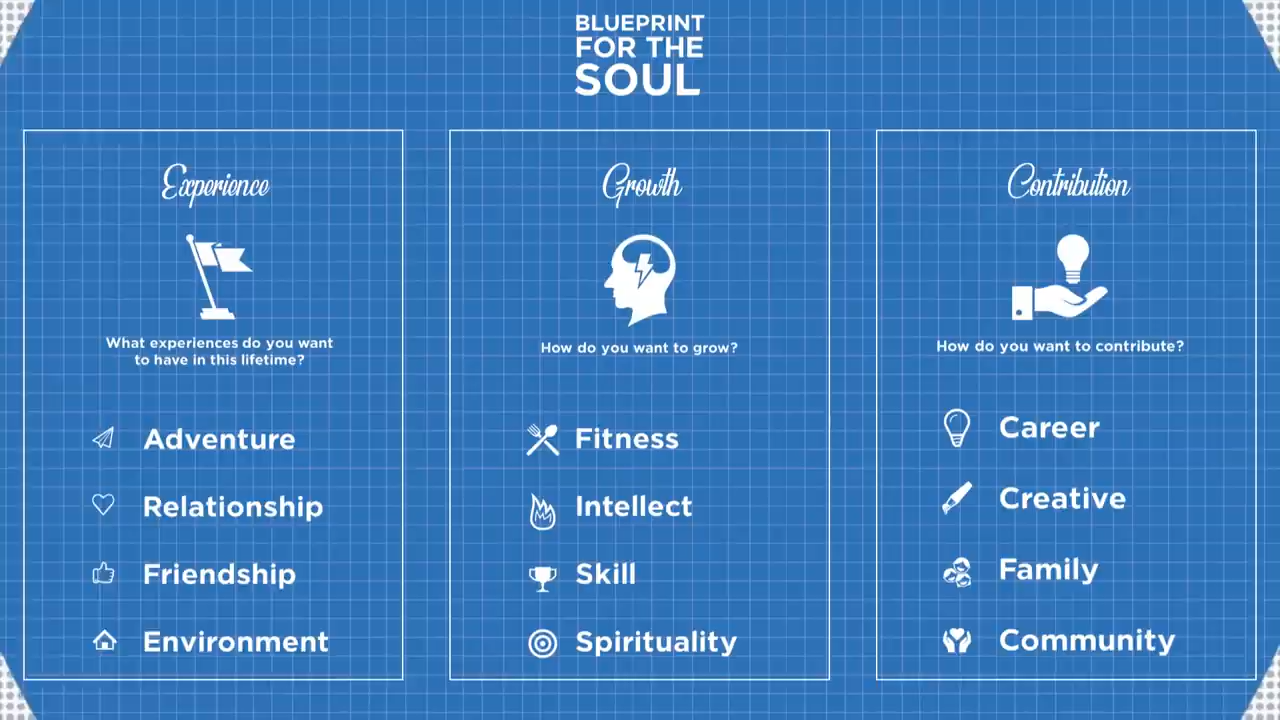 BLUEPRINT
FOR THE
SOUL
Experience
What experiences do you want
to have in this lifetime?
Adventure
Relationship
Friendship
Environment
Growth
How do you want to grow?
Fitness
Intellect
Skill
Spirituality
Contribution
How do you want to contribute?
Career
Creative
Family
Community